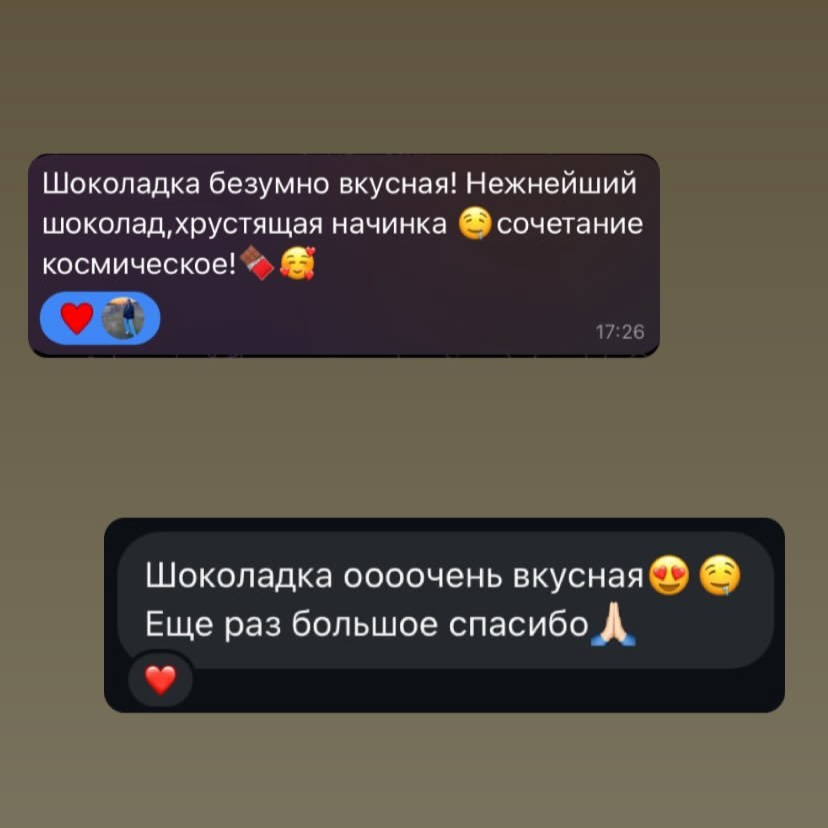 Шоколадка безумно вкусная! Нежнейший
шоколад,хрустящая начинка 🤤сочетание
космическое!🍫🥰
17:26
Шоколадка оооочень вкусная😍🤤
Еще раз большое спасибо🙏🏻